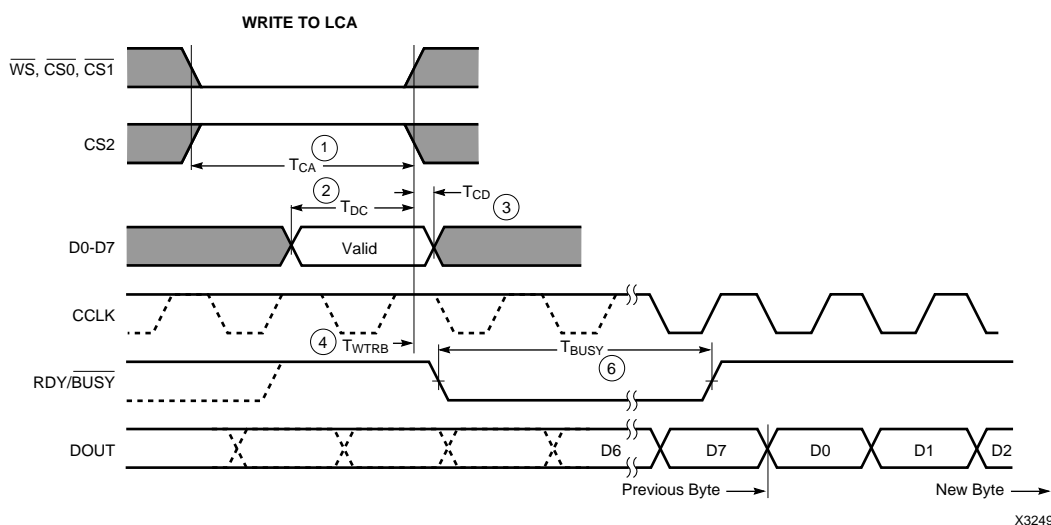 WRITE TO LCA
WS, CS0, CS1
CS2
1
TCA
2
TDC
TCD
3
D0-D7
Valid
CCLK
4
TWTRB
TBUSY
6
RDY/BUSY
DOUT
D6
D7
D0
D1
D2
Previous Byte
New Byte
X3249